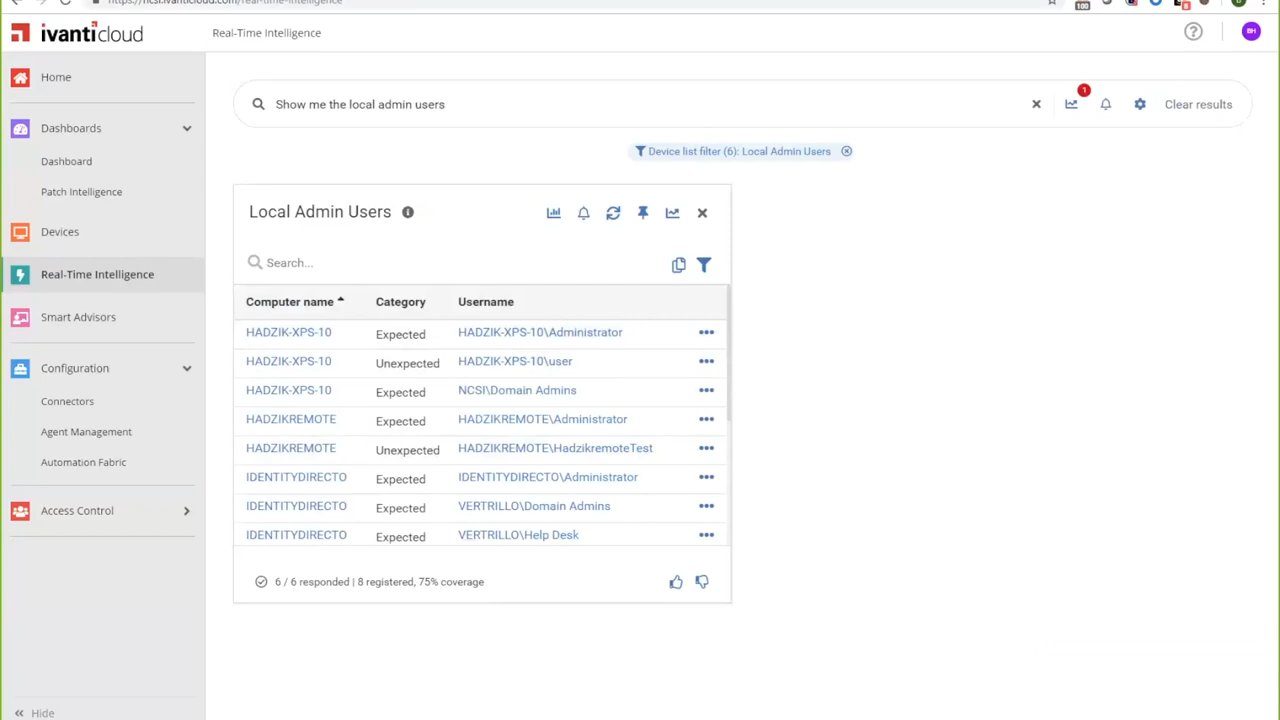 https://ncsi.ivanticloud.com/real-time-intelligence
100
ivanticloud
Real-Time Intelligence
BH
Home
Dashboards
Dashboard
Patch Intelligence
Devices
Real-Time Intelligence
Smart Advisors
Configuration
Connectors
Agent Management
Automation Fabric
Access Control
Hide
Show me the local admin users
1
Clear results
Device list filter (6): Local Admin Users
Local Admin Users
Search...
Computer name Category Username
HADZIK-XPS-10 Expected HADZIK-XPS-10\Administrator
HADZIK-XPS-10 Unexpected HADZIK-XPS-10\user
HADZIK-XPS-10 Expected NCSI\Domain Admins
HADZIKREMOTE Expected HADZIKREMOTE\Administrator
HADZIKREMOTE Unexpected HADZIKREMOTE\HadzikremoteTest
IDENTITYDIRECTO Expected IDENTITYDIRECTO\Administrator
IDENTITYDIRECTO Expected VERTRILLO\Domain Admins
IDENTITYDIRECTO Expected VERTRILLO\Help Desk
6 / 6 responded | 8 registered, 75% coverage